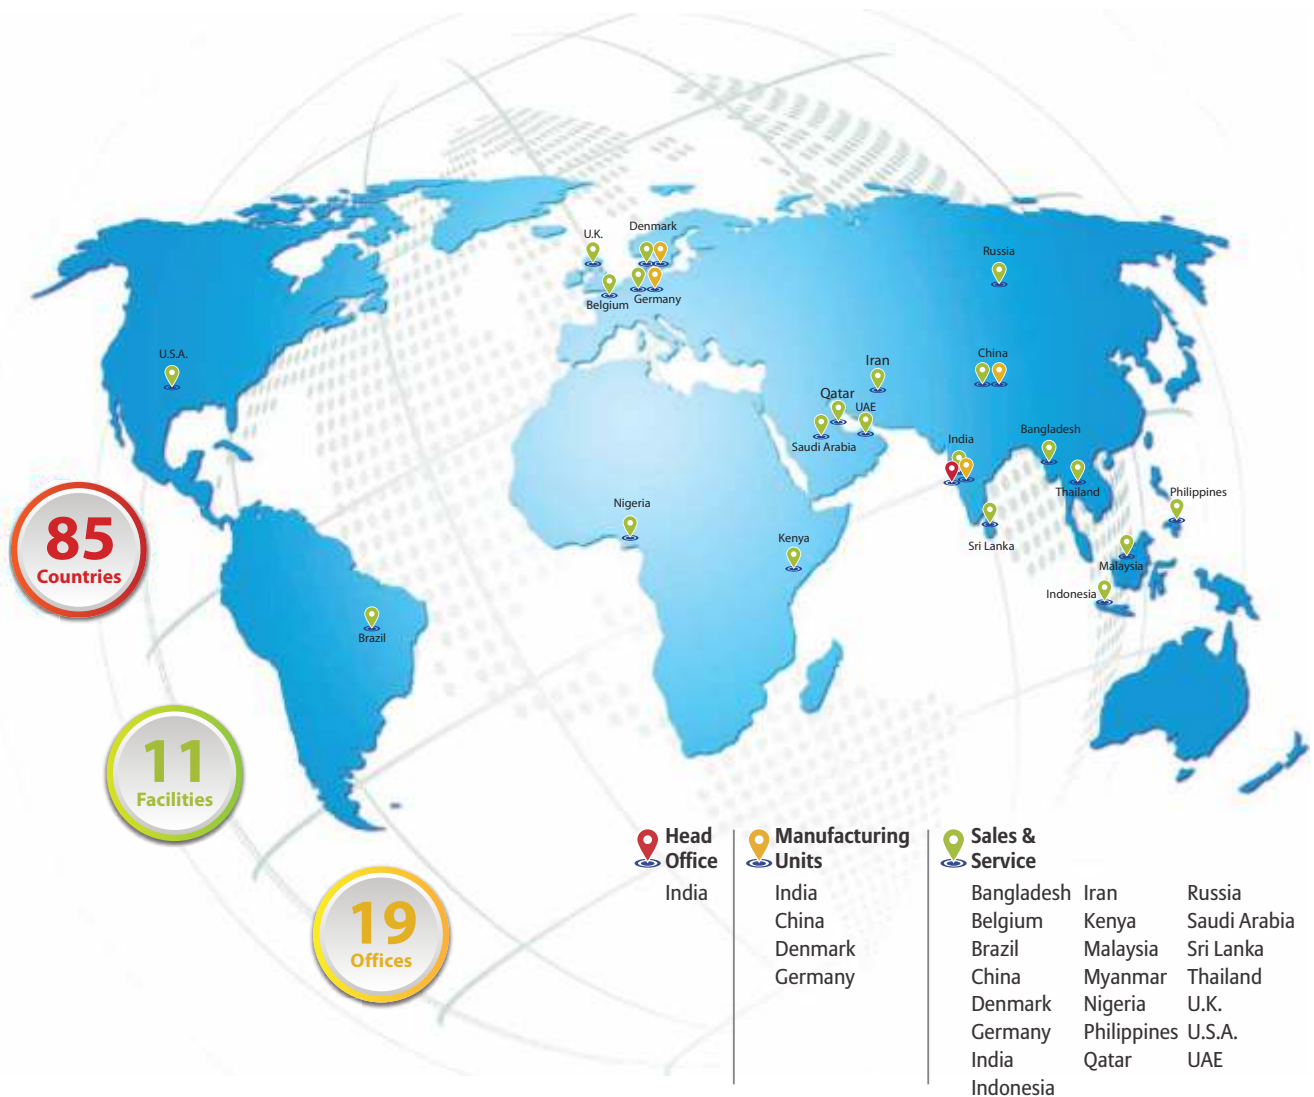 U.K.
Denmark
Russia
Belgium
Germany
U.S.A.
China
Iran
Qatar
UAE
Saudi Arabia
India
Bangladesh
Thailand
Philippines
Nigeria
Kenya
Sri Lanka
Malaysia
Indonesia
Brazil
85
Countries
11
Facilities
19
Offices
Head
Office
India
Manufacturing
Units
India
China
Denmark
Germany
Sales &
Service
Bangladesh
Belgium
Brazil
China
Denmark
Germany
India
Indonesia
Iran
Kenya
Malaysia
Myanmar
Nigeria
Philippines
Qatar
Russia
Saudi Arabia
Sri Lanka
Thailand
U.K.
U.S.A.
UAE